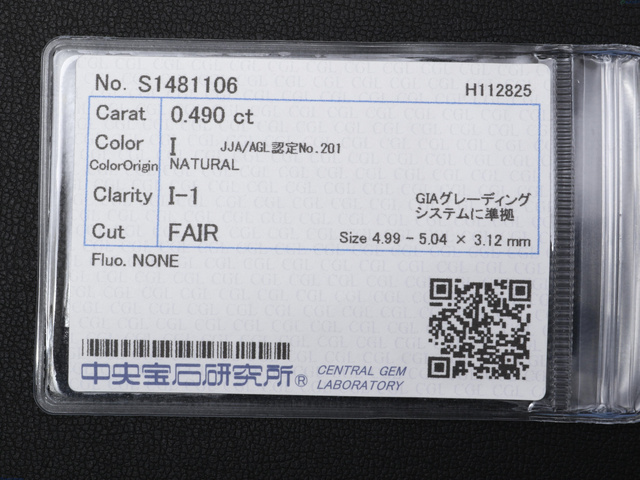 No. S1481106 H112825
Carat 0.490 ct
Color I JJA/AGL認定No.201
ColorOrigin NATURAL
Clarity I-1 GIAグレーディング
システムに準拠
Cut FAIR Size 4.99 - 5.04 × 3.12 mm
Fluo. NONE
中央宝石研究所® CENTRAL GEM
LABORATORY